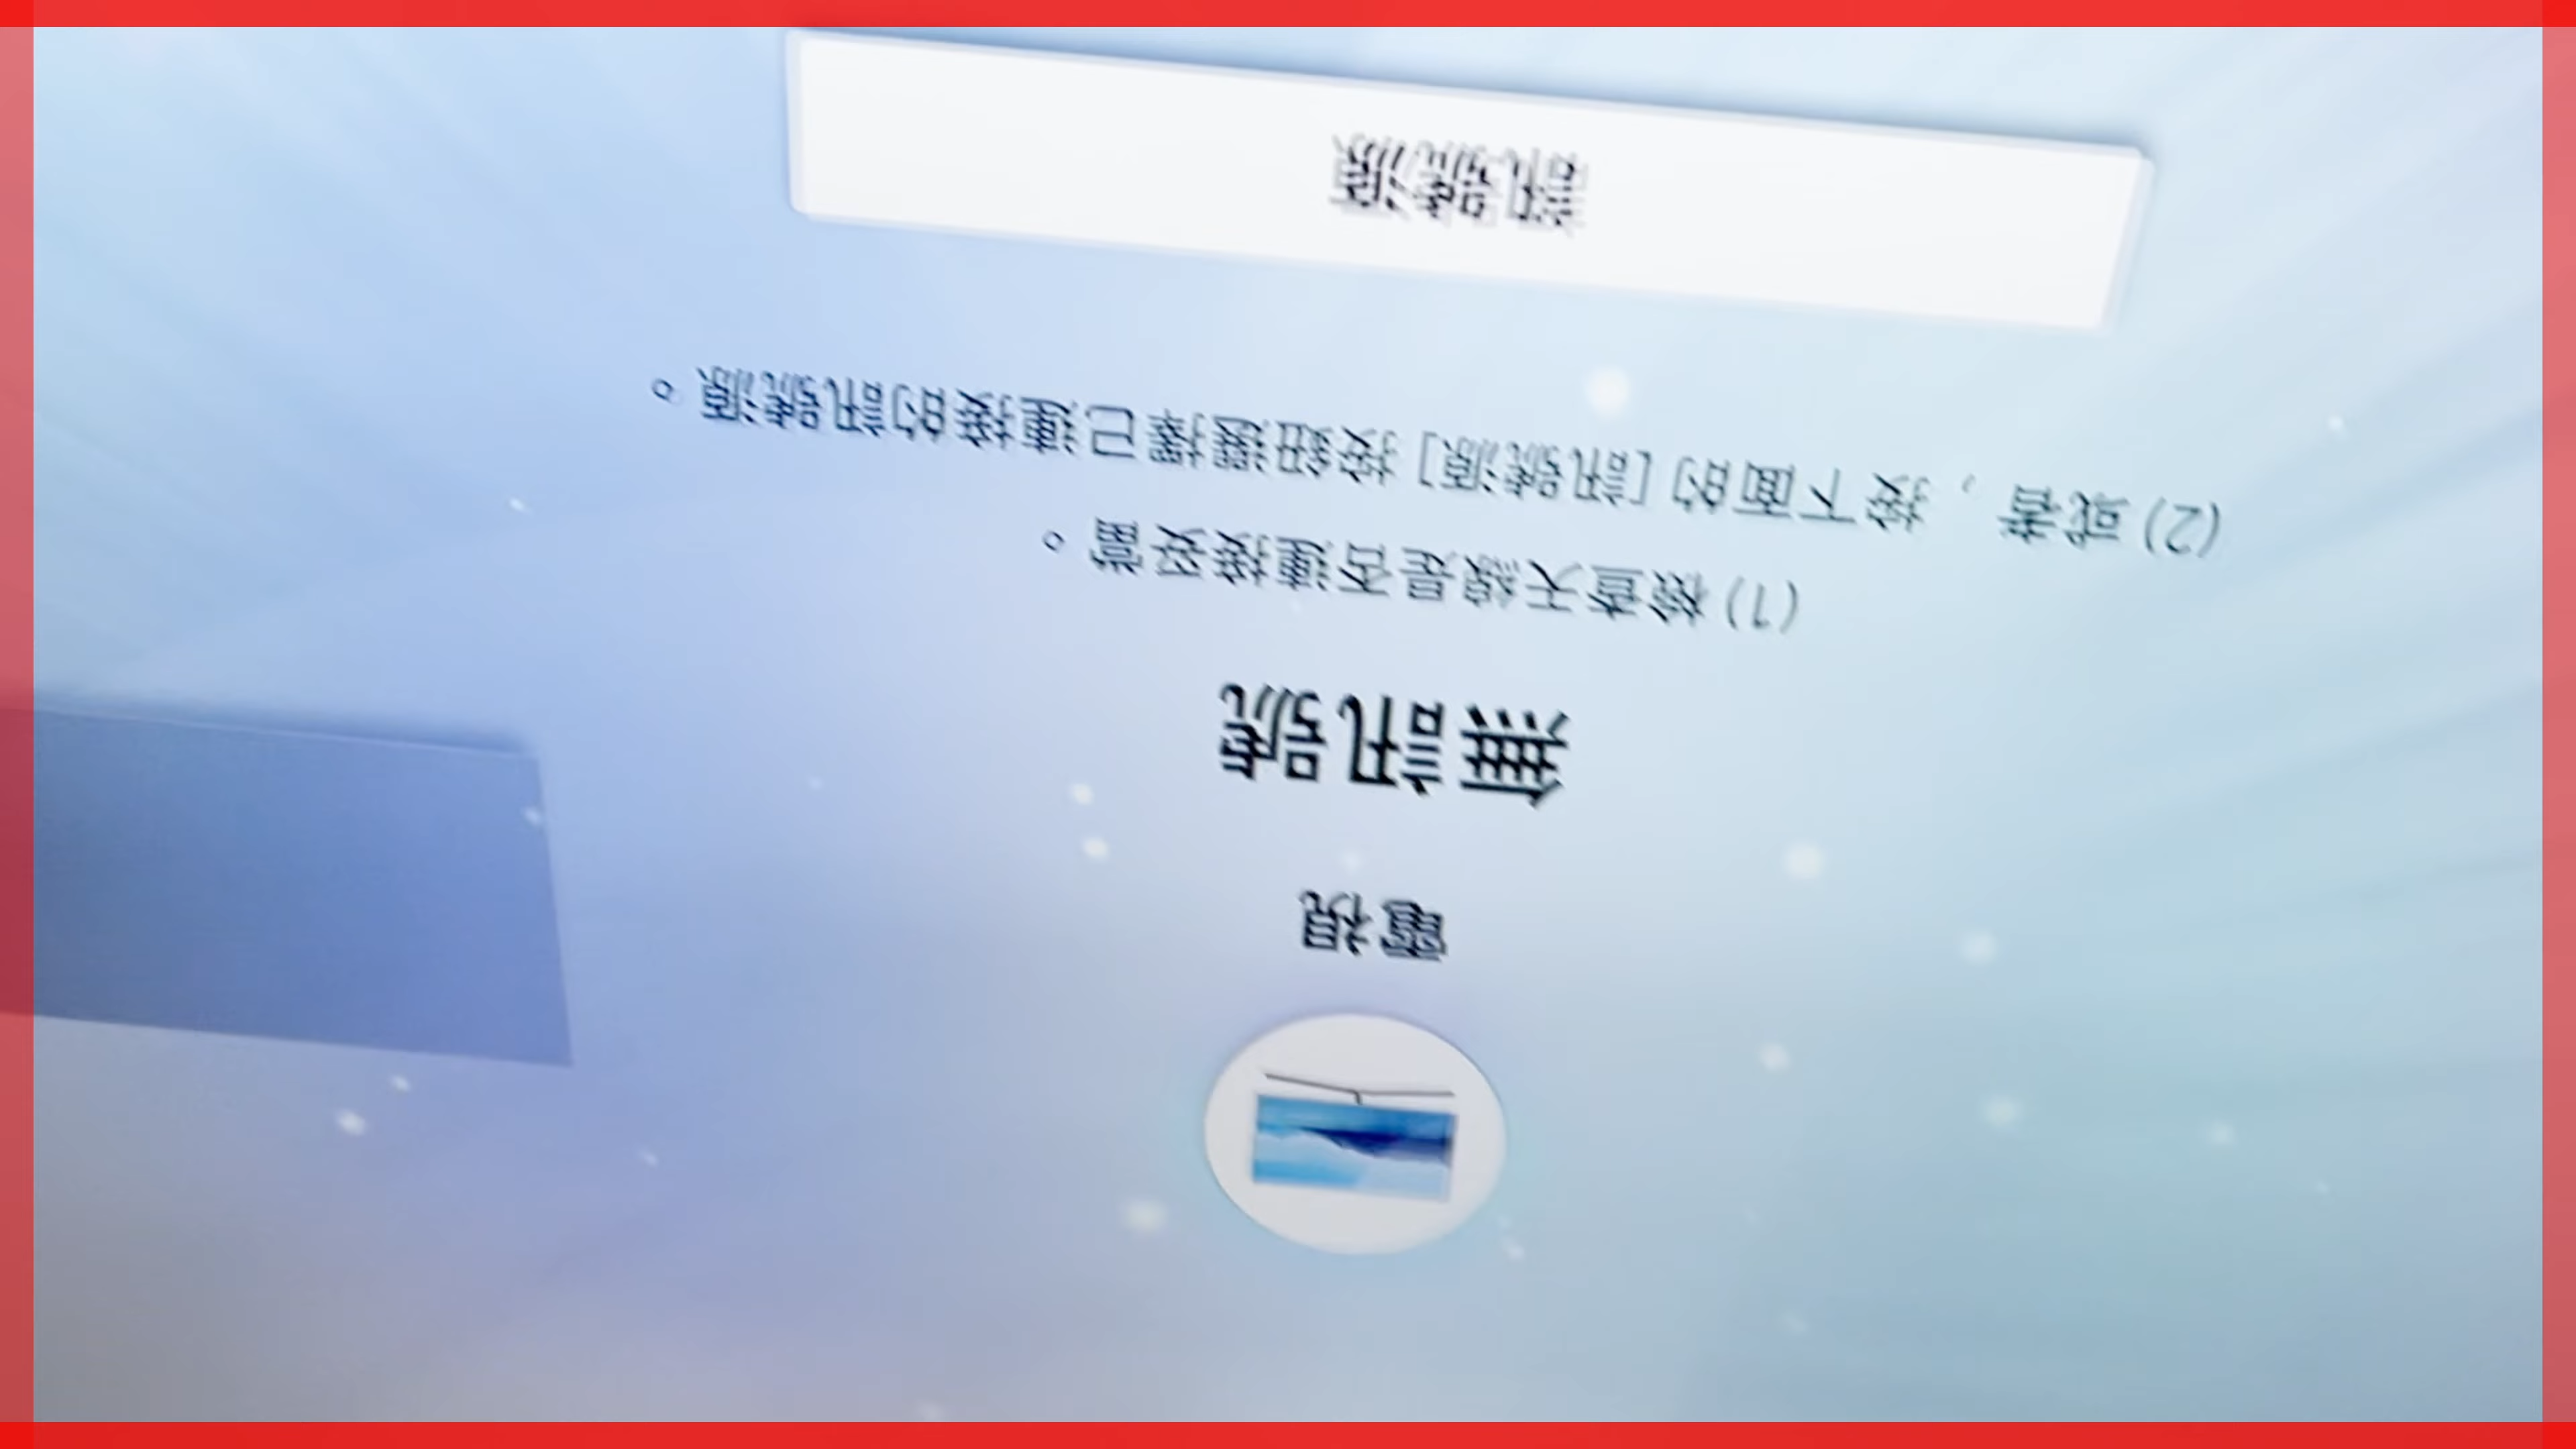 電視
無訊號
(1) 檢查天線是否連接妥當。
(2) 或者，按下面的 [訊號源] 按鈕選擇已連接的訊號源。
訊號源